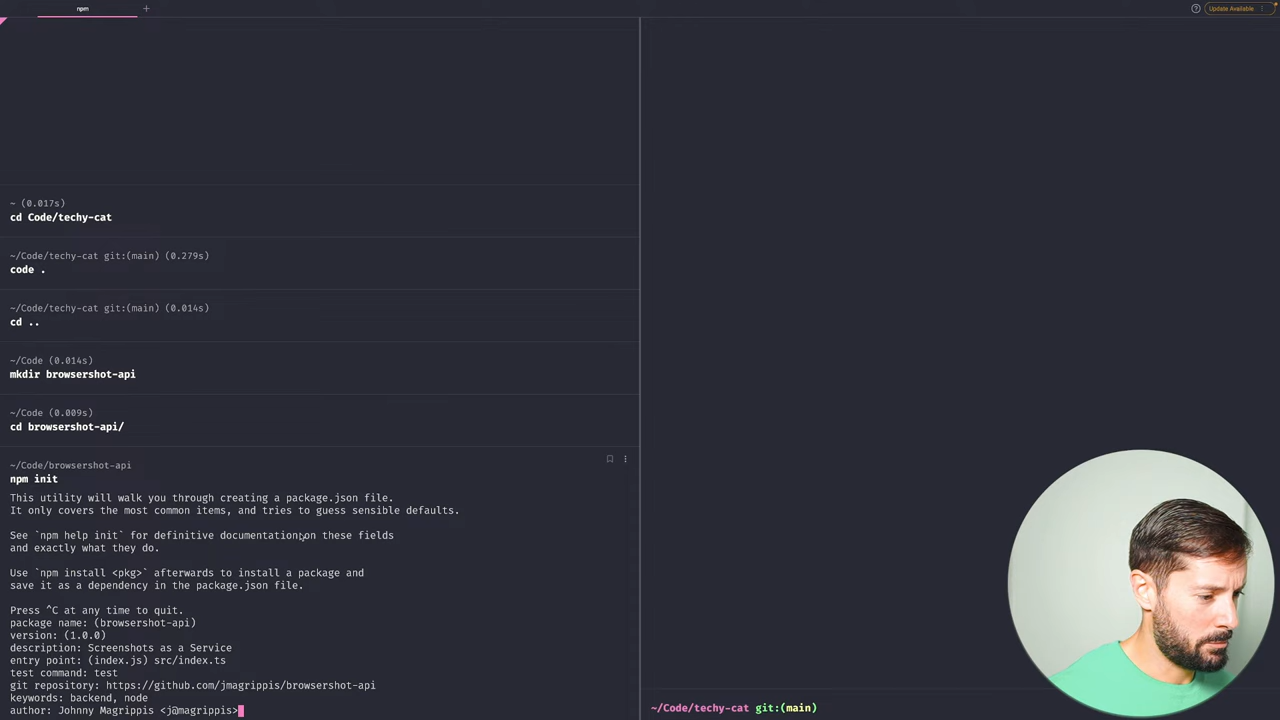 npm
Update Available
~ (0.017s)
cd Code/techy-cat
~/Code/techy-cat git:(main) (0.279s)
code .
~/Code/techy-cat git:(main) (0.014s)
cd ..
~/Code (0.014s)
mkdir browsershot-api
~/Code (0.009s)
cd browsershot-api/
~/Code/browsershot-api
npm init
This utility will walk you through creating a package.json file.
It only covers the most common items, and tries to guess sensible defaults.
See `npm help init` for definitive documentation on these fields
and exactly what they do.
Use `npm install <pkg>` afterwards to install a package and
save it as a dependency in the package.json file.
Press ^C at any time to quit.
package name: (browsershot-api)
version: (1.0.0)
description: Screenshots as a Service
entry point: (index.js) src/index.ts
test command: test
git repository: https://github.com/jmagrippis/browsershot-api
keywords: backend, node
author: Johnny Magrippis <j@magrippis>
~/Code/techy-cat git:(main)